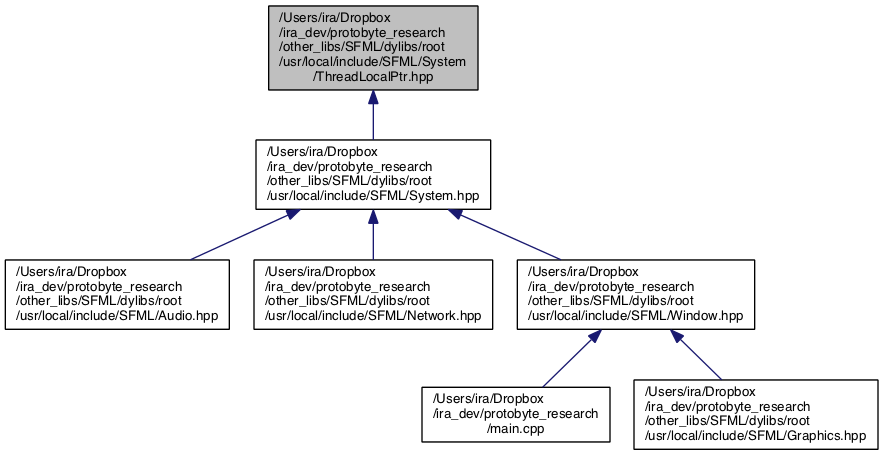 /Users/ira/Dropbox
/ira_dev/protobyte_research
/other_libs/SFML/dylibs/root
/usr/local/include/SFML/System
/ThreadLocalPtr.hpp
/Users/ira/Dropbox
/ira_dev/protobyte_research
/other_libs/SFML/dylibs/root
/usr/local/include/SFML/System.hpp
/Users/ira/Dropbox
/ira_dev/protobyte_research
/other_libs/SFML/dylibs/root
/usr/local/include/SFML/Audio.hpp
/Users/ira/Dropbox
/ira_dev/protobyte_research
/other_libs/SFML/dylibs/root
/usr/local/include/SFML/Network.hpp
/Users/ira/Dropbox
/ira_dev/protobyte_research
/other_libs/SFML/dylibs/root
/usr/local/include/SFML/Window.hpp
/Users/ira/Dropbox
/ira_dev/protobyte_research
/main.cpp
/Users/ira/Dropbox
/ira_dev/protobyte_research
/other_libs/SFML/dylibs/root
/usr/local/include/SFML/Graphics.hpp